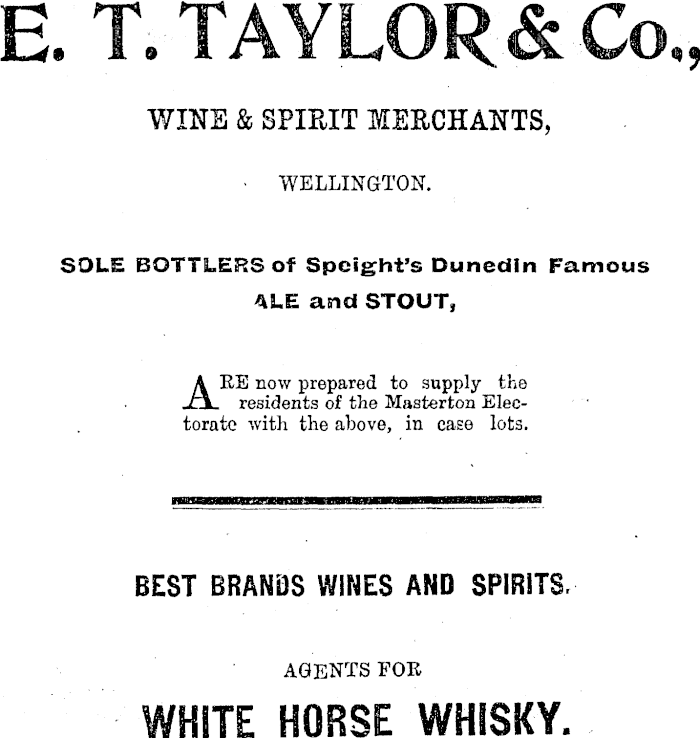 E. T. TAYLOR & Co.,
WINE & SPIRIT MERCHANTS,
WELLINGTON.
SOLE BOTTLERS of Speight's Dunedin Famous
ALE and STOUT,
ARE now prepared to supply the
residents of the Masterton Elec-
torate with the above, in case lots.
BEST BRANDS WINES AND SPIRITS.
AGENTS FOR
WHITE HORSE WHISKY.